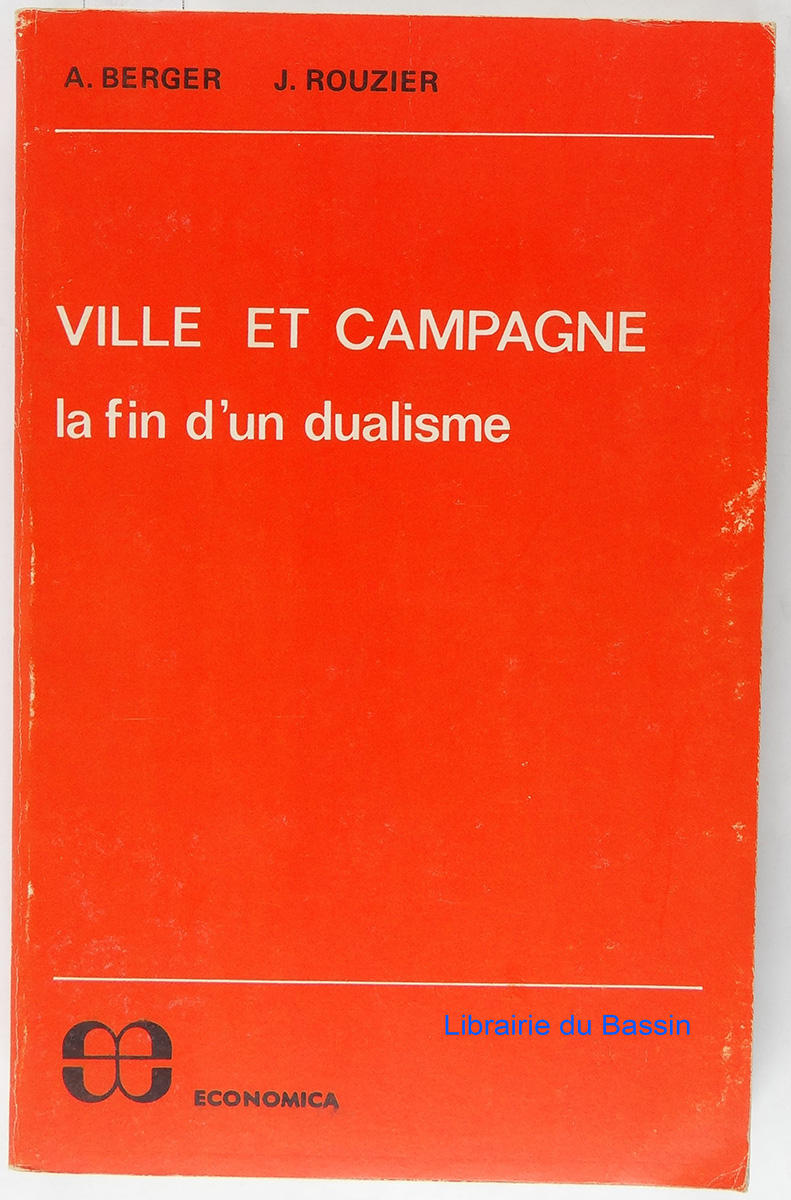 A. BERGER J. ROUZIER
VILLE ET CAMPAGNE
la fin d'un dualisme
Librairie du Bassin
ECONOMICA